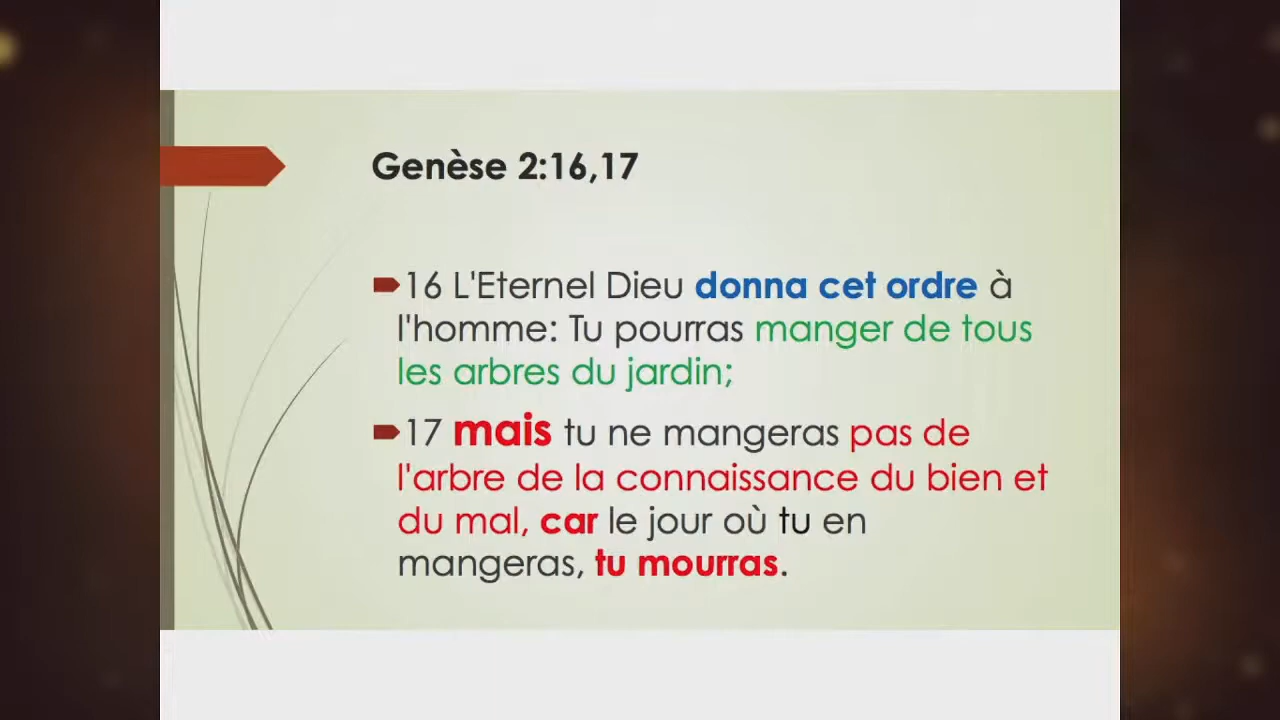 Genèse 2:16,17
16 L'Eternel Dieu donna cet ordre à
l'homme: Tu pourras manger de tous
les arbres du jardin;
17 mais tu ne mangeras pas de
l'arbre de la connaissance du bien et
du mal, car le jour où tu en
mangeras, tu mourras.